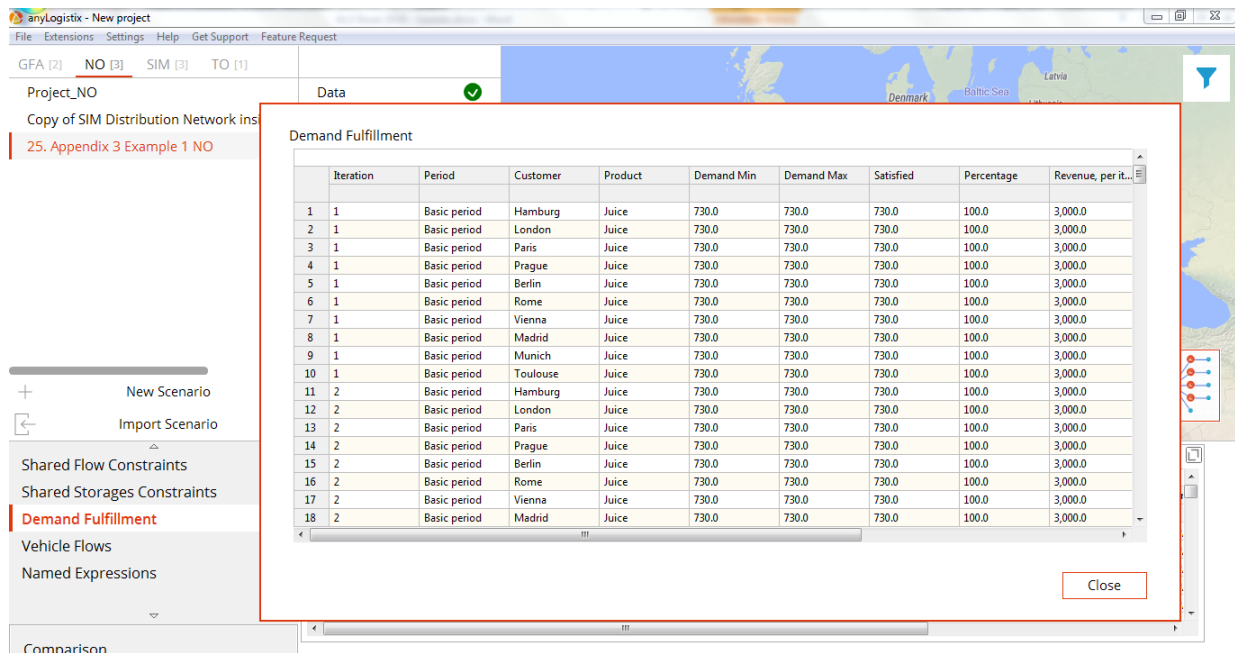 anyLogistix - New project
File Extensions Settings Help Get Support Feature Request
GFA [2] NO [3] SIM [3] TO [1]
Project_NO
Copy of SIM Distribution Network insi
25. Appendix 3 Example 1 NO
Data
Denmark
Baltic Sea
Latvia
Demand Fulfillment
Iteration Period Customer Product Demand Min Demand Max Satisfied Percentage Revenue, per it...
1 1 Basic period Hamburg Juice 730.0 730.0 730.0 100.0 3,000.0
2 1 Basic period London Juice 730.0 730.0 730.0 100.0 3,000.0
3 1 Basic period Paris Juice 730.0 730.0 730.0 100.0 3,000.0
4 1 Basic period Prague Juice 730.0 730.0 730.0 100.0 3,000.0
5 1 Basic period Berlin Juice 730.0 730.0 730.0 100.0 3,000.0
6 1 Basic period Rome Juice 730.0 730.0 730.0 100.0 3,000.0
7 1 Basic period Vienna Juice 730.0 730.0 730.0 100.0 3,000.0
8 1 Basic period Madrid Juice 730.0 730.0 730.0 100.0 3,000.0
9 1 Basic period Munich Juice 730.0 730.0 730.0 100.0 3,000.0
10 1 Basic period Toulouse Juice 730.0 730.0 730.0 100.0 3,000.0
11 2 Basic period Hamburg Juice 730.0 730.0 730.0 100.0 3,000.0
12 2 Basic period London Juice 730.0 730.0 730.0 100.0 3,000.0
13 2 Basic period Paris Juice 730.0 730.0 730.0 100.0 3,000.0
14 2 Basic period Prague Juice 730.0 730.0 730.0 100.0 3,000.0
15 2 Basic period Berlin Juice 730.0 730.0 730.0 100.0 3,000.0
16 2 Basic period Rome Juice 730.0 730.0 730.0 100.0 3,000.0
17 2 Basic period Vienna Juice 730.0 730.0 730.0 100.0 3,000.0
18 2 Basic period Madrid Juice 730.0 730.0 730.0 100.0 3,000.0
Close
New Scenario
Import Scenario
Shared Flow Constraints
Shared Storages Constraints
Demand Fulfillment
Vehicle Flows
Named Expressions
Comparison